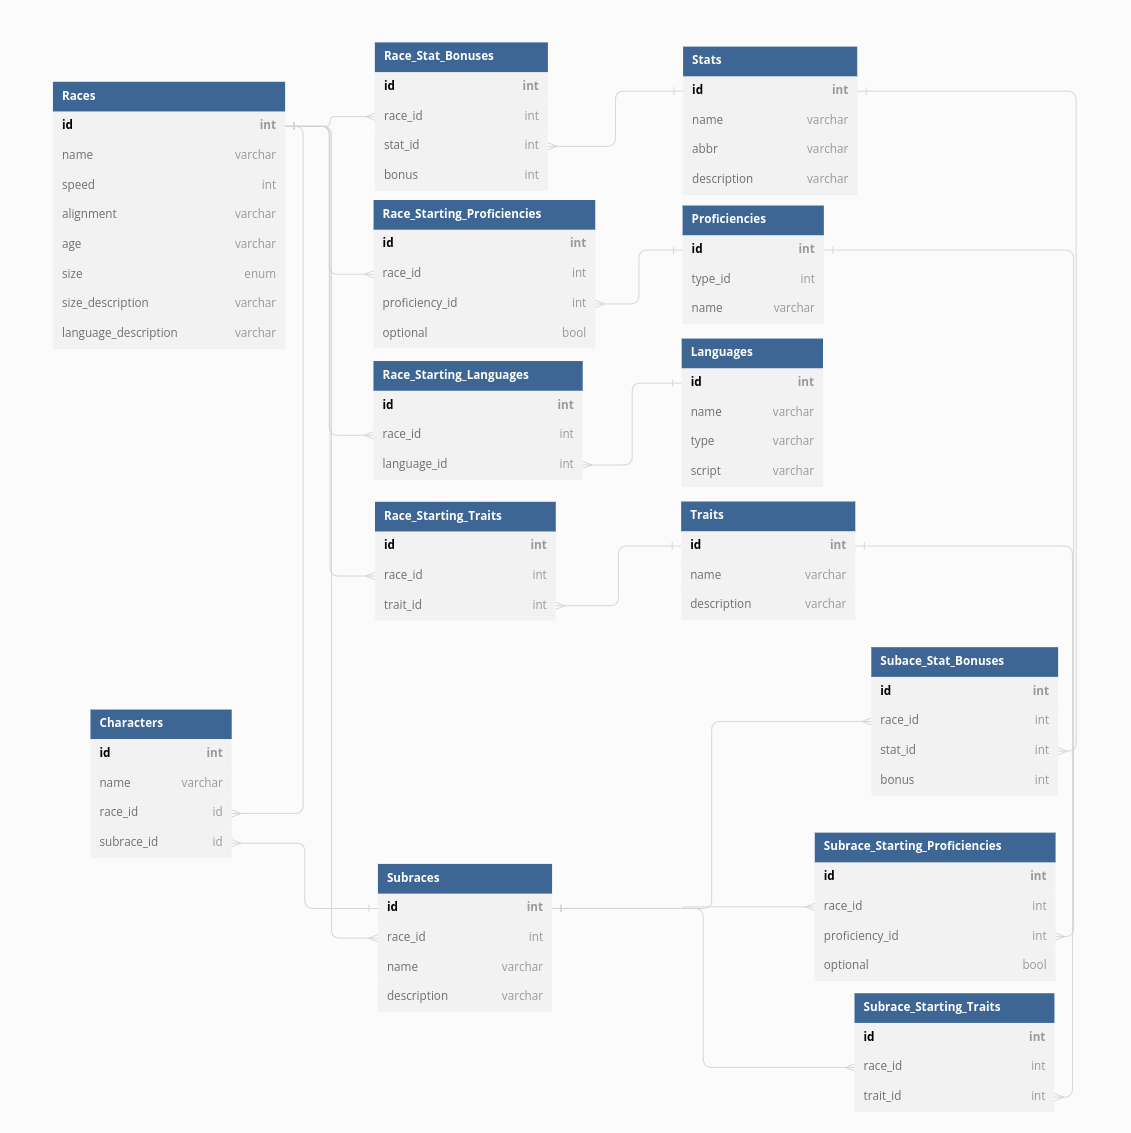 Races
id int
name varchar
speed int
alignment varchar
age varchar
size enum
size_description varchar
language_description varchar
Race_Stat_Bonuses
id int
race_id int
stat_id int
bonus int
Stats
id int
name varchar
abbr varchar
description varchar
Race_Starting_Proficiencies
id int
race_id int
proficiency_id int
optional bool
Proficiencies
id int
type_id int
name varchar
Race_Starting_Languages
id int
race_id int
language_id int
Languages
id int
name varchar
type varchar
script varchar
Race_Starting_Traits
id int
race_id int
trait_id int
Traits
id int
name varchar
description varchar
Characters
id int
name varchar
race_id id
subrace_id id
Subraces
id int
race_id int
name varchar
description varchar
Subace_Stat_Bonuses
id int
race_id int
stat_id int
bonus int
Subrace_Starting_Proficiencies
id int
race_id int
proficiency_id int
optional bool
Subrace_Starting_Traits
id int
race_id int
trait_id int